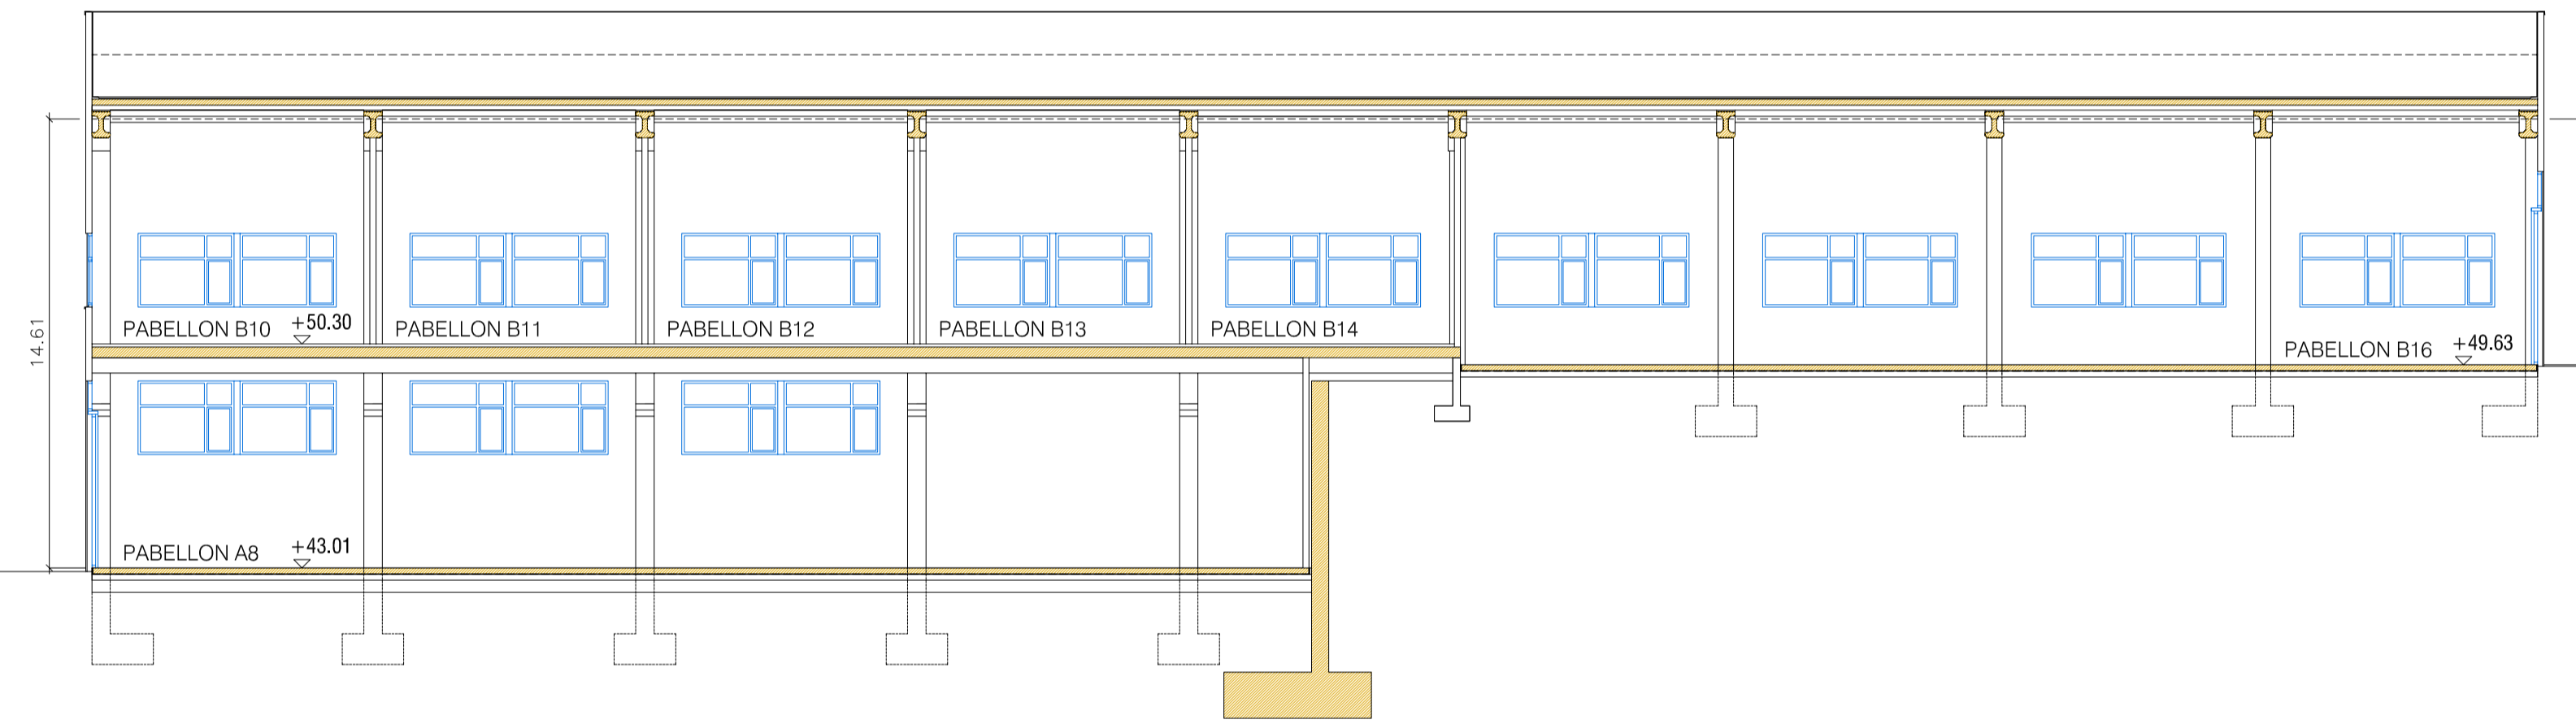 PABELLON B10 +50.30
PABELLON B11
PABELLON B12
PABELLON B13
PABELLON B14
PABELLON B16 +49.63
14.61
PABELLON A8 +43.01